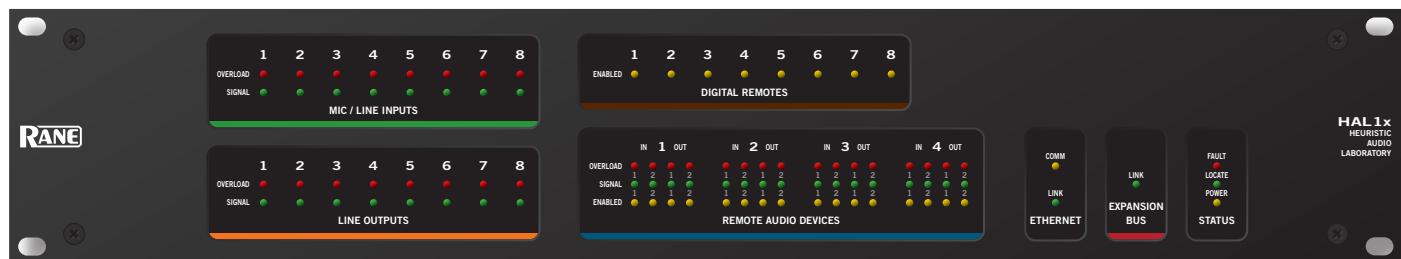 1 2 3 4 5 6 7 8
OVERLOAD
SIGNAL
MIC / LINE INPUTS
1 2 3 4 5 6 7 8
ENABLED
DIGITAL REMOTES
RANE
1 2 3 4 5 6 7 8
OVERLOAD
SIGNAL
LINE OUTPUTS
IN 1 OUT IN 2 OUT IN 3 OUT IN 4 OUT
OVERLOAD
1 2 1 2 1 2 1 2 1 2 1 2 1 2 1 2
SIGNAL
1 2 1 2 1 2 1 2 1 2 1 2 1 2 1 2
ENABLED
REMOTE AUDIO DEVICES
COMM
LINK
ETHERNET
LINK
EXPANSION
BUS
FAULT
LOCATE
POWER
STATUS
HAL1x
HEURISTIC
AUDIO
LABORATORY